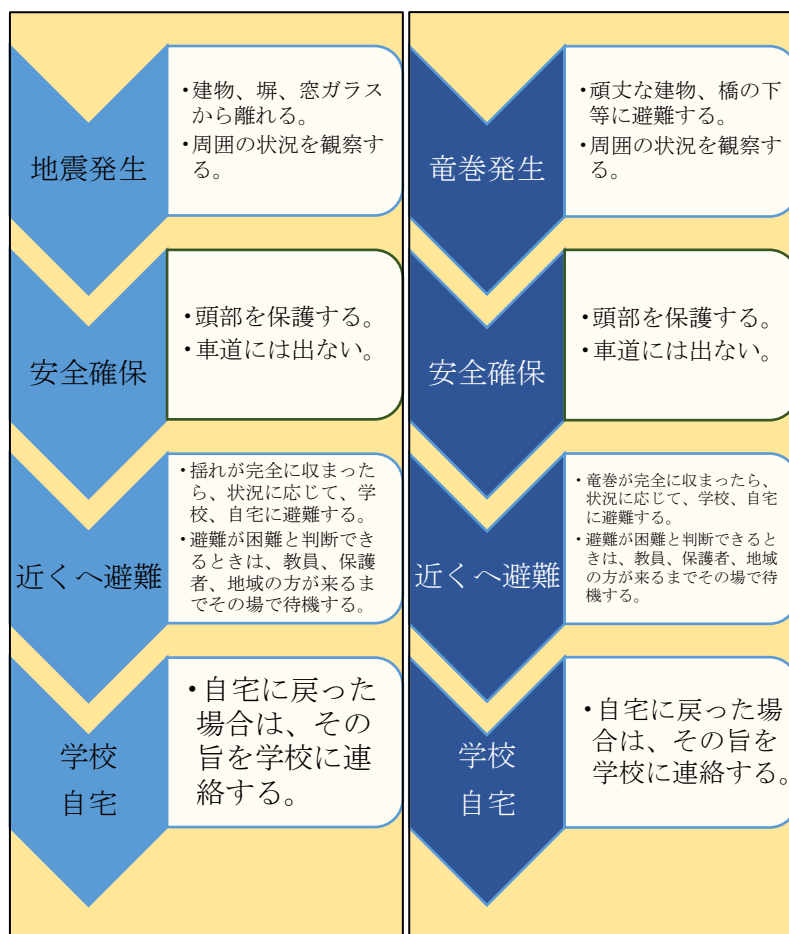 地震発生
・建物、塀、窓ガラス
から離れる。
・周囲の状況を観察す
る。
安全確保
・頭部を保護する。
・車道には出ない。
近くへ避難
・揺れが完全に収まった
ら、状況に応じて、学
校、自宅に避難する。
・避難が困難と判断でき
るときは、教員、保護
者、地域の方が来るま
でその場で待機する。
学校
自宅
・自宅に戻った
場合は、その
旨を学校に連
絡する。
竜巻発生
・頑丈な建物、橋の下
等に避難する。
・周囲の状況を観察す
る。
安全確保
・頭部を保護する。
・車道には出ない。
近くへ避難
・竜巻が完全に収まったら、
状況に応じて、学校、自宅
に避難する。
・避難が困難と判断できると
きは、教員、保護者、地域
の方が来るまでその場で待
機する。
学校
自宅
・自宅に戻った場
合は、その旨を
学校に連絡する。